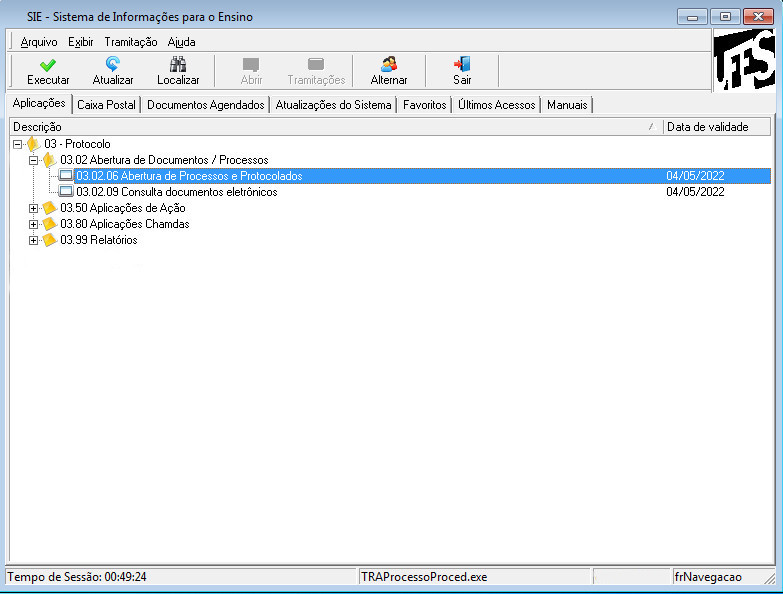 SIE - Sistema de Informações para o Ensino
Arquivo Exibir Tramitação Ajuda
Executar Atualizar Localizar Abrir Tramitações Alternar Sair
UFES
Aplicações Caixa Postal Documentos Agendados Atualizações do Sistema Favoritos Últimos Acessos Manuais
Descrição / Data de validade
03 - Protocolo
03.02 Abertura de Documentos / Processos
03.02.06 Abertura de Processos e Protocolados 04/05/2022
03.02.09 Consulta documentos eletrônicos 04/05/2022
03.50 Aplicações de Ação
03.80 Aplicações Chamdas
03.99 Relatórios
Tempo de Sessão: 00:49:24 TRAProcessoProced.exe frNavegacao